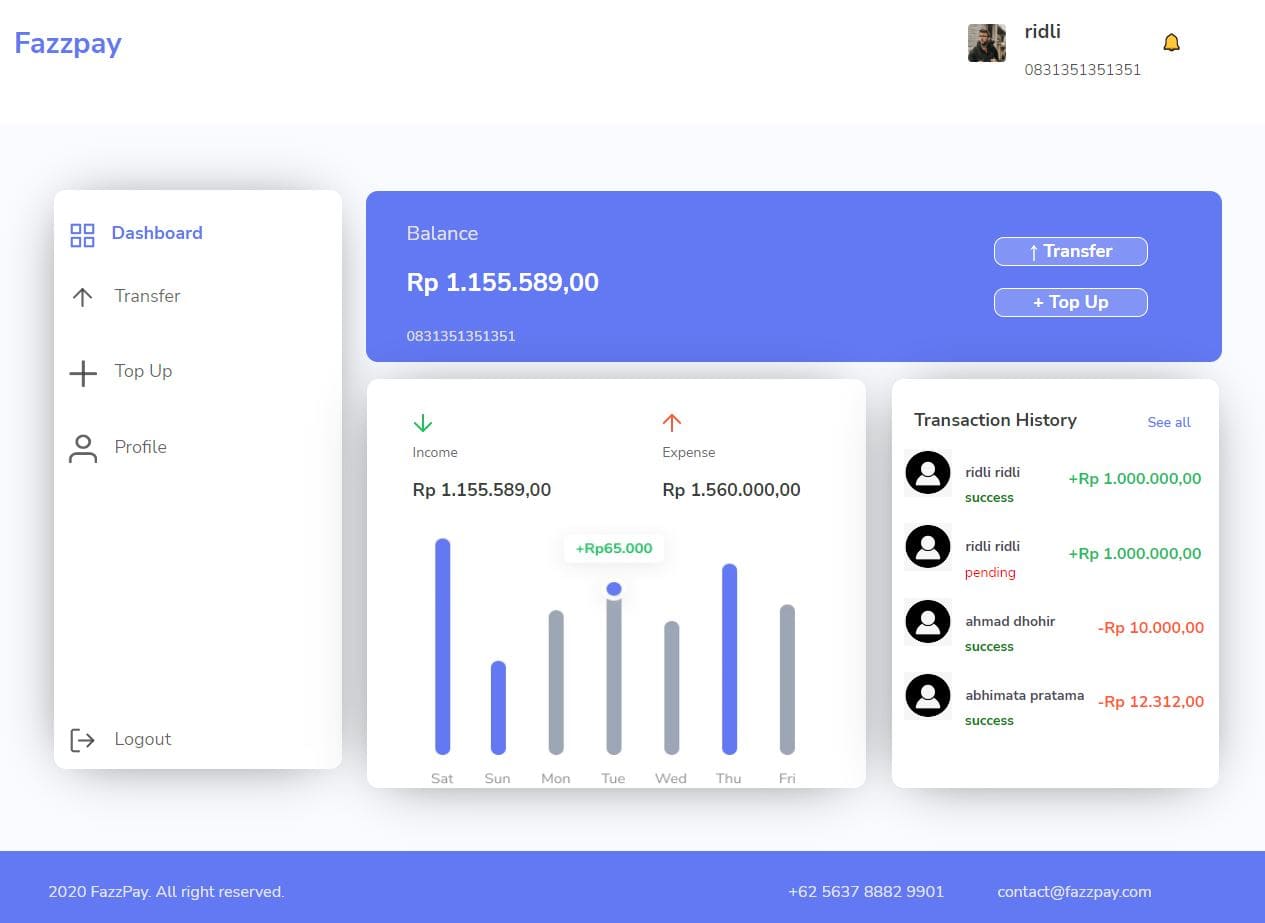 Fazzpay
ridli
0831351351351
Dashboard
Transfer
Top Up
Profile
Logout
Balance
Rp 1.155.589,00
0831351351351
↑ Transfer
+ Top Up
Income
Rp 1.155.589,00
Expense
Rp 1.560.000,00
+Rp65.000
Sat Sun Mon Tue Wed Thu Fri
Transaction History See all
ridli ridli
success
+Rp 1.000.000,00
ridli ridli
pending
+Rp 1.000.000,00
ahmad dhohir
success
-Rp 10.000,00
abhimata pratama
success
-Rp 12.312,00
2020 FazzPay. All right reserved.
+62 5637 8882 9901
contact@fazzpay.com